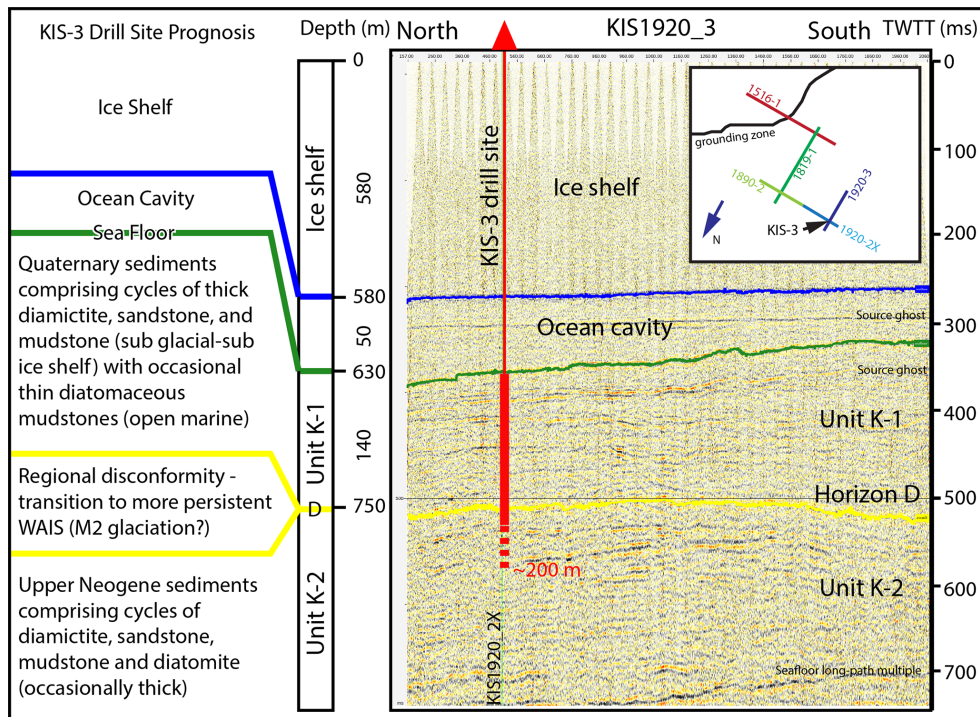 KIS-3 Drill Site Prognosis
Depth (m)
North
KIS1920_3
South
TWTT (ms)
Ice Shelf
Ocean Cavity
Sea Floor
Quaternary sediments
comprising cycles of thick
diamictite, sandstone, and
mudstone (sub glacial-sub
ice shelf) with occasional
thin diatomaceous
mudstones (open marine)
Regional disconformity -
transition to more persistent
WAIS (M2 glaciation?)
Upper Neogene sediments
comprising cycles of
diamictite, sandstone,
mudstone and diatomite
(occasionally thick)
Ice shelf
Unit K-1
D
Unit K-2
0
580
580
50
630
140
750
KIS-3 drill site
Ice shelf
Ocean cavity
Source ghost
Source ghost
Unit K-1
Horizon D
500
~200 m
Unit K-2
KIS1920_2X
Seafloor long-path multiple
ms
1516-1
grounding zone
1819-1
1890-2
1920-3
KIS-3
1920-2X
N
0
100
200
300
400
500
600
700